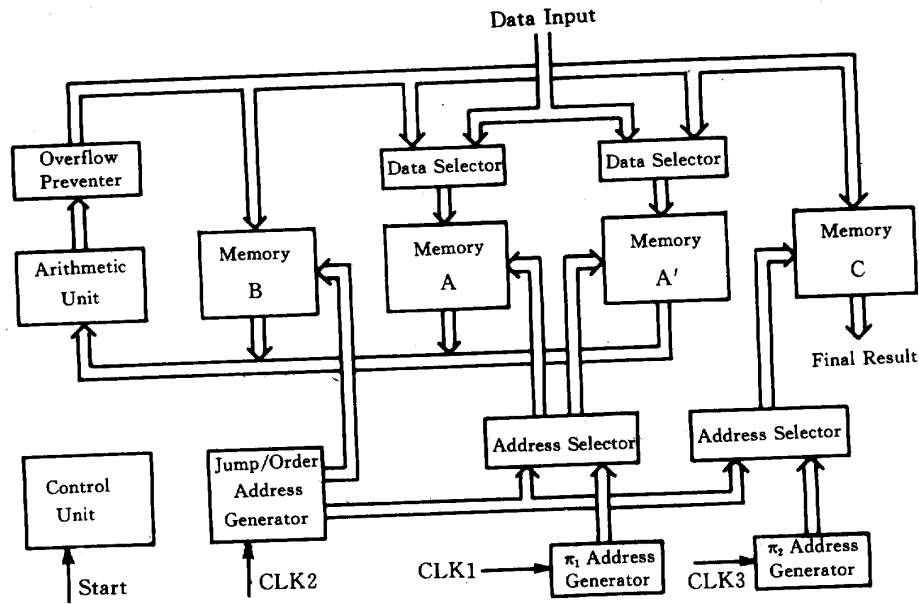 Data Input
Overflow
Preventer
Data Selector
Data Selector
Arithmetic
Unit
Memory
B
Memory
A
Memory
A′
Memory
C
Final Result
Control
Unit
Jump/Order
Address
Generator
Address Selector
Address Selector
Start
CLK2
CLK1
π₁ Address
Generator
CLK3
π₂ Address
Generator